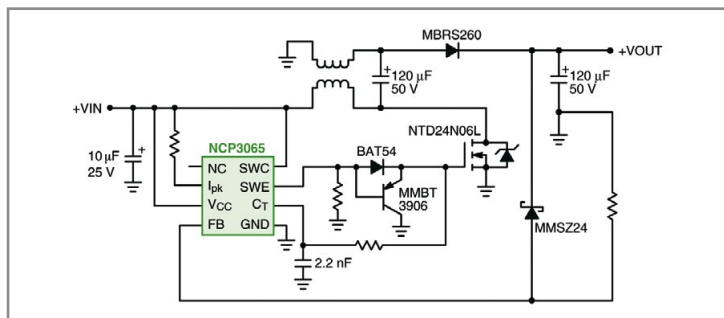 MBRS260
+VOUT
+
120 µF
50 V
+
120 µF
50 V
+VIN
NTD24N06L
10 µF
25 V
+
NCP3065
BAT54
NC
SWC
Ipk
SWE
VCC
CT
FB
GND
MMBT
3906
MMSZ24
2.2 nF